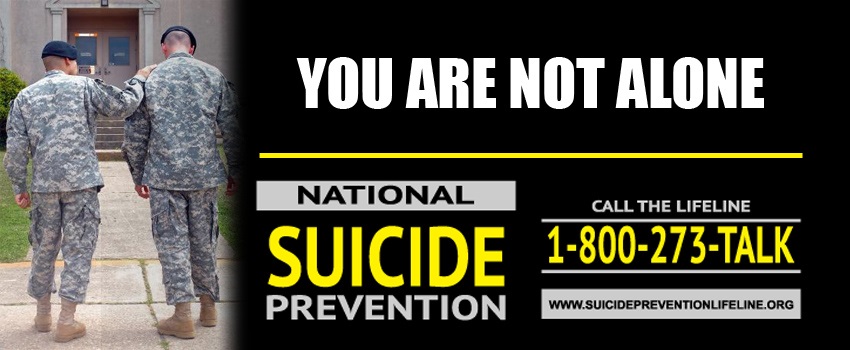 YOU ARE NOT ALONE
NATIONAL
SUICIDE
PREVENTION
CALL THE LIFELINE
1-800-273-TALK
WWW.SUICIDEPREVENTIONLIFELINE.ORG